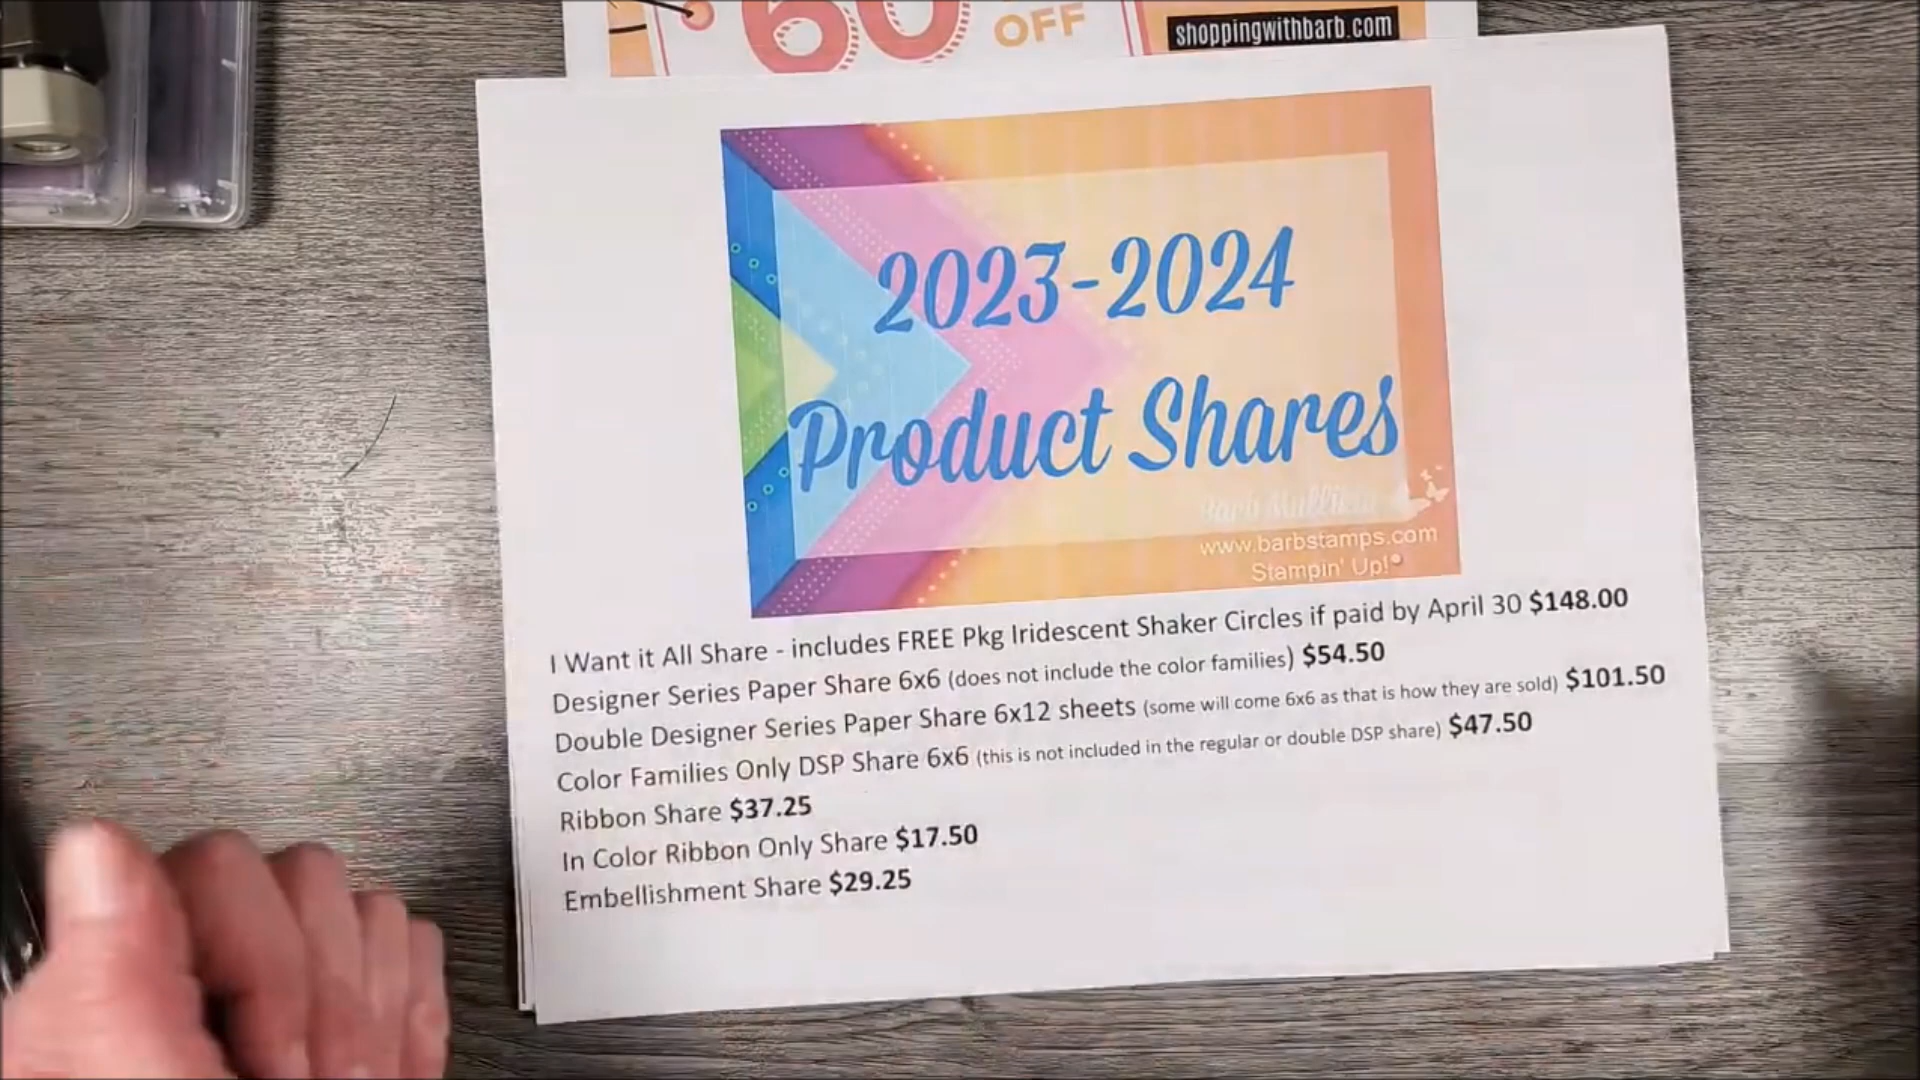 60
OFF
shoppingwithbarb.com
2023-2024
Product Shares
Barb Mullikin
www.barbstamps.com
Stampin' Up!®
I Want it All Share - includes FREE Pkg Iridescent Shaker Circles if paid by April 30 $148.00
Designer Series Paper Share 6x6 (does not include the color families) $54.50
Double Designer Series Paper Share 6x12 sheets (some will come 6x6 as that is how they are sold) $101.50
Color Families Only DSP Share 6x6 (this is not included in the regular or double DSP share) $47.50
Ribbon Share $37.25
In Color Ribbon Only Share $17.50
Embellishment Share $29.25